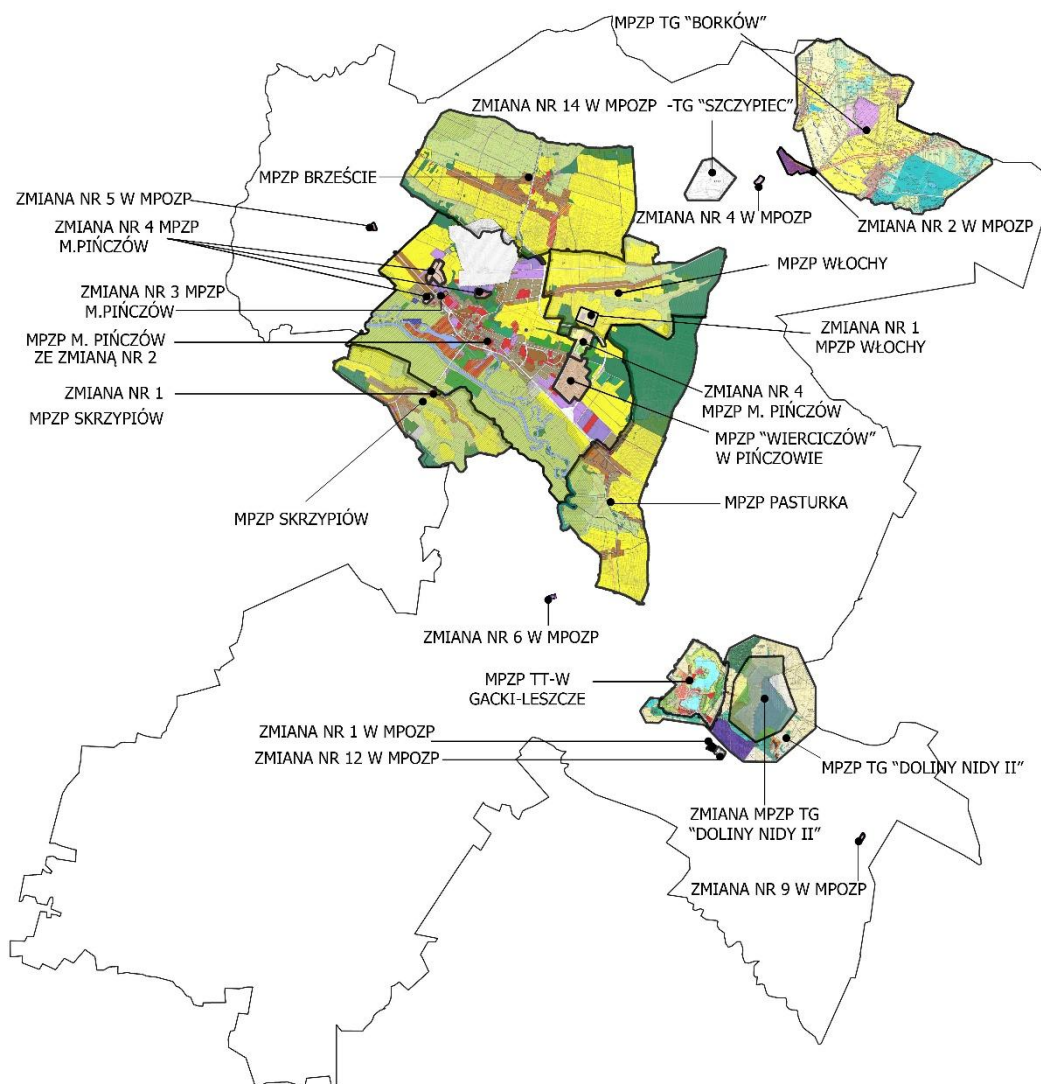 MPZP TG “BORKÓW”
ZMIANA NR 14 W MPOZP -TG “SZCZYPIEC”
MPZP BRZEŚCIE
ZMIANA NR 5 W MPOZP
ZMIANA NR 4 MPZP
M.PIŃCZÓW
ZMIANA NR 4 W MPOZP
ZMIANA NR 2 W MPOZP
MPZP WŁOCHY
ZMIANA NR 3 MPZP
M.PIŃCZÓW
ZMIANA NR 1
MPZP WŁOCHY
MPZP M. PIŃCZÓW
ZE ZMIANĄ NR 2
ZMIANA NR 4
MPZP M. PIŃCZÓW
ZMIANA NR 1
MPZP SKRZYPIÓW
MPZP “WIERCICZÓW”
W PIŃCZOWIE
MPZP PASTURKA
MPZP SKRZYPIÓW
ZMIANA NR 6 W MPOZP
MPZP TT-W
GACKI-LESZCZE
ZMIANA NR 1 W MPOZP
ZMIANA NR 12 W MPOZP
MPZP TG “DOLINY NIDY II”
ZMIANA MPZP TG
“DOLINY NIDY II”
ZMIANA NR 9 W MPOZP